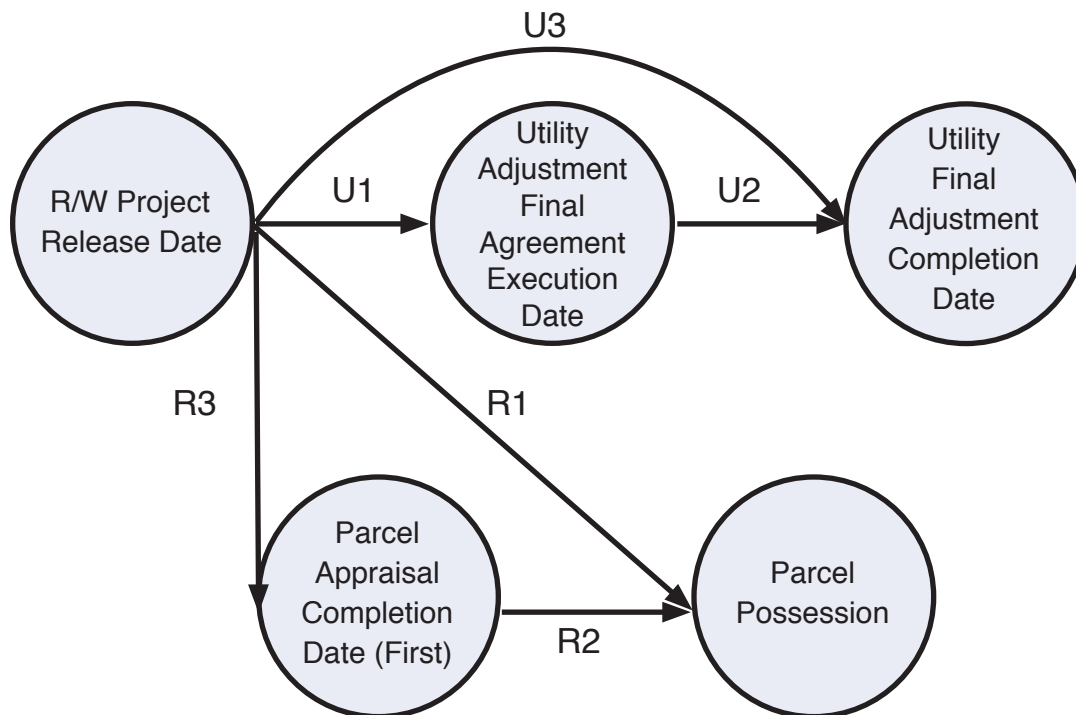 U3
R/W Project
Release Date
U1
Utility
Adjustment
Final
Agreement
Execution
Date
U2
Utility
Final
Adjustment
Completion
Date
R3
R1
Parcel
Appraisal
Completion
Date (First)
R2
Parcel
Possession